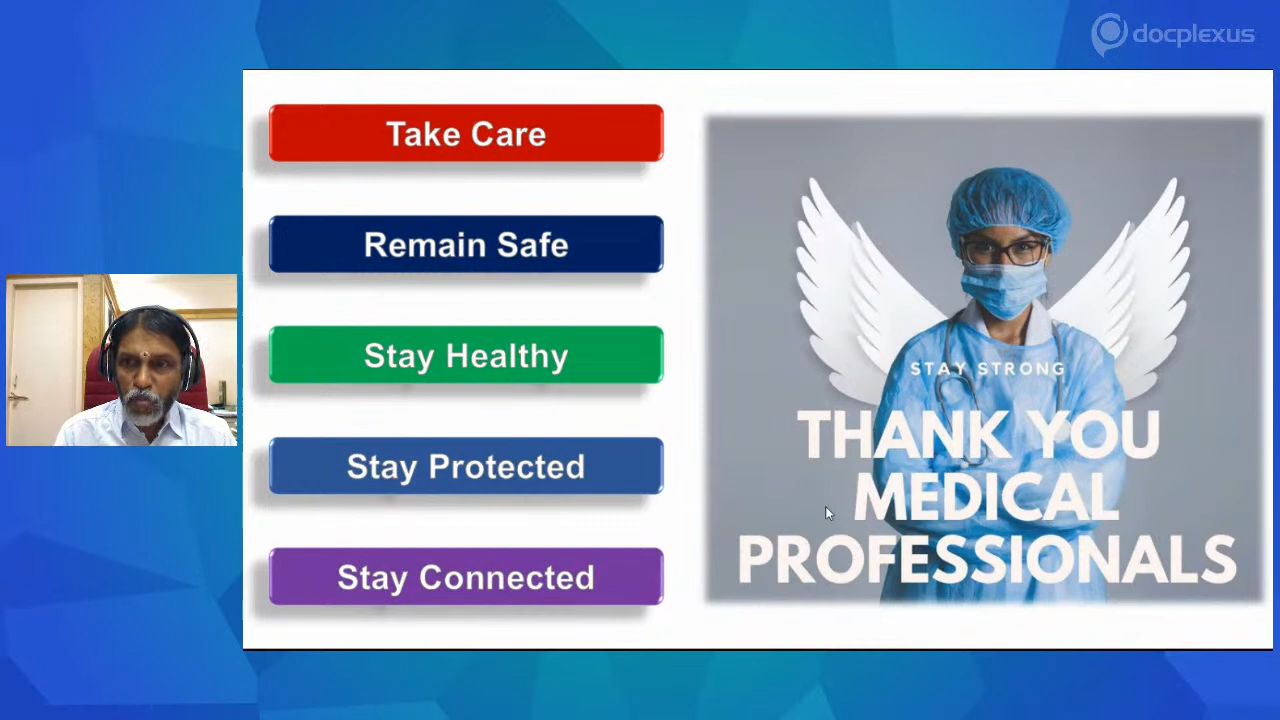 docplexus
Take Care
Remain Safe
Stay Healthy
Stay Protected
Stay Connected
STAY STRONG
THANK YOU
MEDICAL
PROFESSIONALS